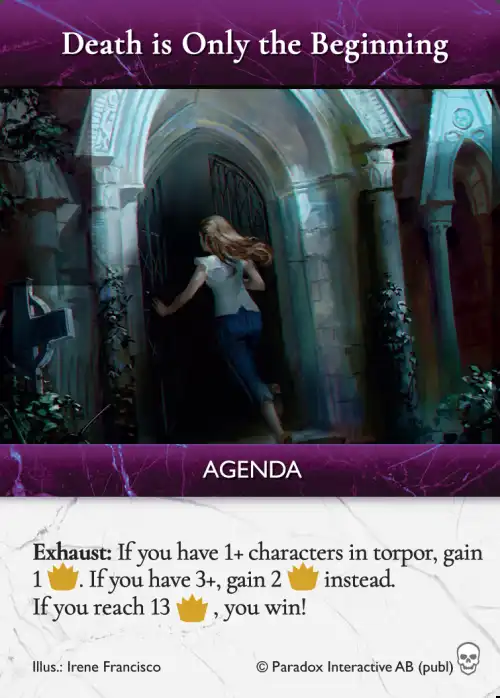 Death is Only the Beginning
AGENDA
Exhaust: If you have 1+ characters in torpor, gain
1 . If you have 3+, gain 2 instead.
If you reach 13 , you win!
Illus.: Irene Francisco © Paradox Interactive AB (publ)